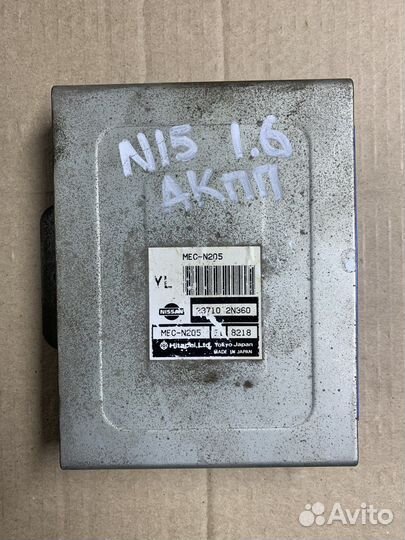 N15 1.6
АКПП
MEC-N205
YL
NISSAN
23710 2N360
MEC-N205 8218
Hitachi,Ltd. Tokyo Japan
MADE IN JAPAN
Avito